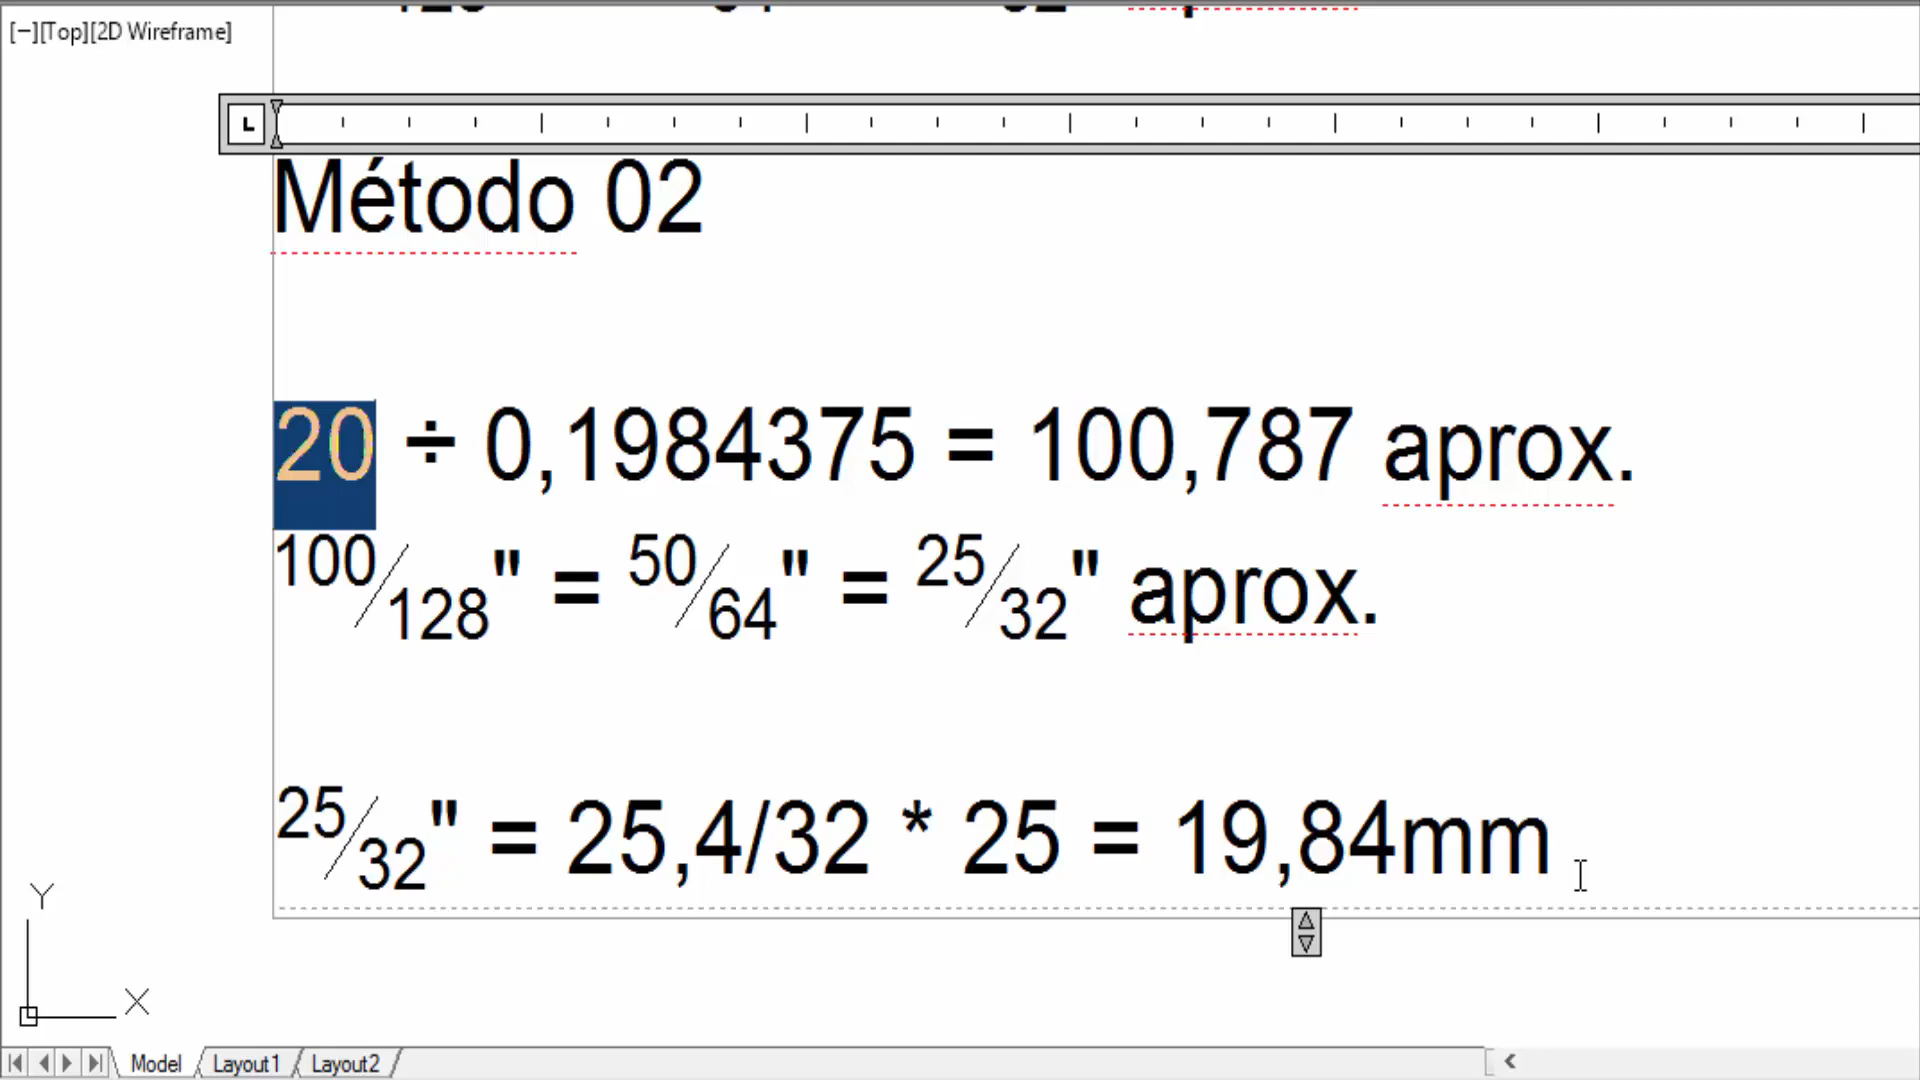 [−][Top][2D Wireframe]
L
Método 02
20 ÷ 0,1984375 = 100,787 aprox.
100/128" = 50/64" = 25/32" aprox.
25/32" = 25,4/32 * 25 = 19,84mm
Y
X
Model Layout1 Layout2